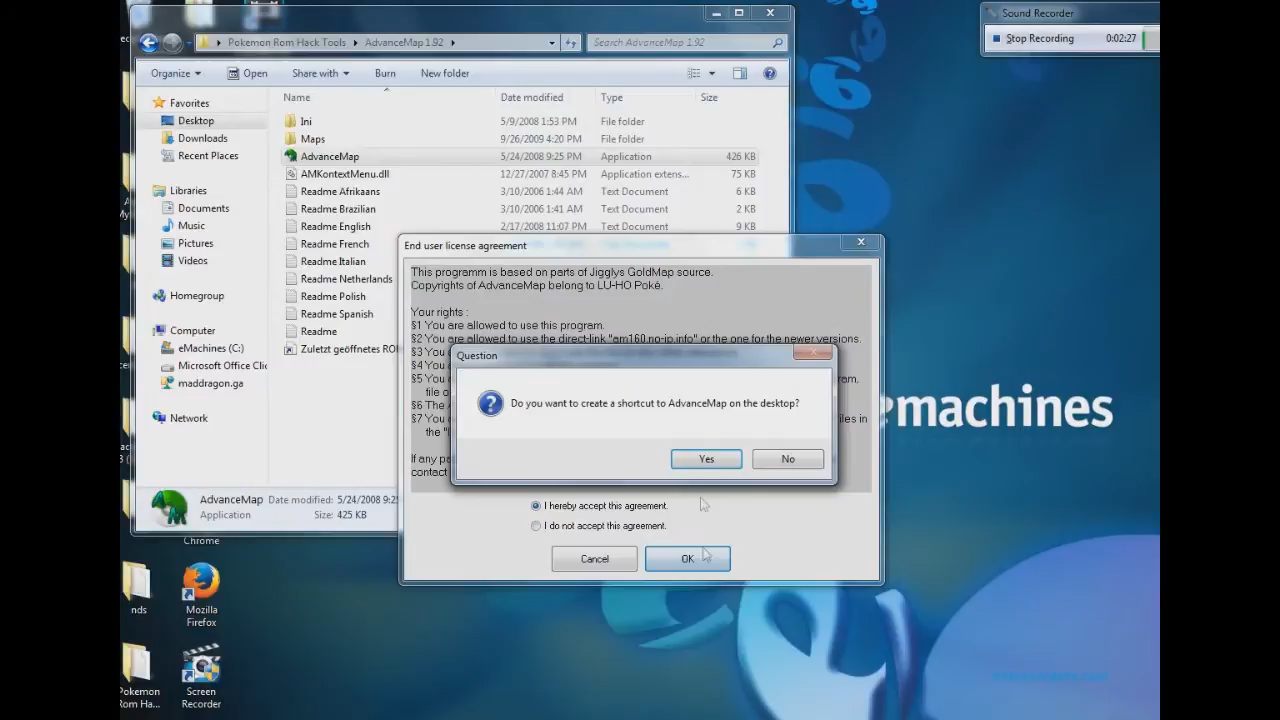 Sound Recorder
Stop Recording 0:02:27
Pokemon Rom Hack Tools AdvanceMap 1.92 Search AdvanceMap 1.92
Organize Open Share with Burn New folder
Name Date modified Type Size
Favorites
Desktop
Downloads
Recent Places
Libraries
Documents
Music
Pictures
Videos
Homegroup
Computer
eMachines (C:)
Microsoft Office Clic
maddragon.ga
Network
Ini 5/9/2008 1:53 PM File folder
Maps 9/26/2009 4:20 PM File folder
AdvanceMap 5/24/2008 9:25 PM Application 426 KB
AMKontextMenu.dll 12/27/2007 8:45 PM Application extens... 75 KB
Readme Afrikaans 3/10/2006 1:44 AM Text Document 6 KB
Readme Brazilian 3/10/2006 1:41 AM Text Document 2 KB
Readme English 2/17/2008 11:07 PM Text Document 9 KB
Readme French
Readme Italian
Readme Netherlands
Readme Polish
Readme Spanish
Readme
Zuletzt geöffnetes RO
AdvanceMap Date modified: 5/24/2008 9:25
Application Size: 425 KB
End user license agreement
This programm is based on parts of Jigglys GoldMap source.
Copyrights of AdvanceMap belong to LU-HO Poké.
Your rights :
§1 You are allowed to use this program.
§2 You are allowed to use the direct-link "am160.no-ip.info" or the one for the newer versions.
§3 You
§4 You
§5 You
file o
§6 The
§7 You les in
the "
If any pa
contact
Question
Do you want to create a shortcut to AdvanceMap on the desktop?
Yes No
I hereby accept this agreement.
I do not accept this agreement.
Cancel OK
emachines
Chrome
nds
Mozilla
Firefox
Pokemon
Rom Ha...
Screen
Recorder